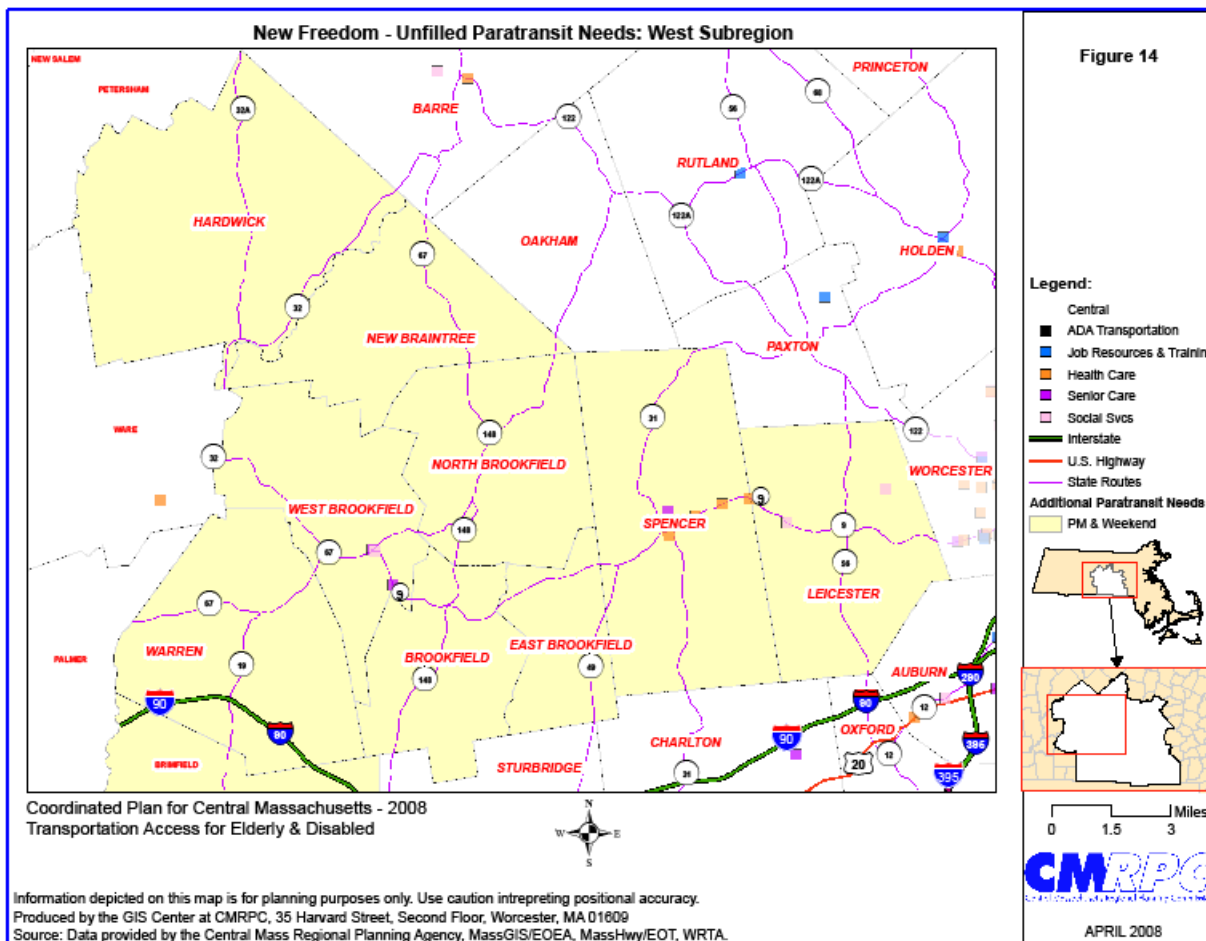 New Freedom - Unfilled Paratransit Needs: West Subregion
Figure 14
NEW SALEM
PETERSHAM
PRINCETON
BARRE
32A
122
56
68
RUTLAND
122A
HARDWICK
122A
OAKHAM
HOLDEN
67
32
NEW BRAINTREE
PAXTON
31
122
WARE
148
32
NORTH BROOKFIELD
WORCESTER
WEST BROOKFIELD
9
SPENCER
148
9
67
56
9
LEICESTER
67
EAST BROOKFIELD
WARREN
BROOKFIELD
PALMER
19
148
49
AUBURN
290
90
90
12
OXFORD
90
CHARLTON
90
12
20
BRIMFIELD
STURBRIDGE
31
395
Legend:
Central
ADA Transportation
Job Resources & Trainin
Health Care
Senior Care
Social Svcs
Interstate
U.S. Highway
State Routes
Additional Paratransit Needs
PM & Weekend
Miles
0 1.5 3
CMRPC
APRIL 2008
Coordinated Plan for Central Massachusetts - 2008
Transportation Access for Elderly & Disabled
N
W E
S
Information depicted on this map is for planning purposes only. Use caution intrepreting positional accuracy.
Produced by the GIS Center at CMRPC, 35 Harvard Street, Second Floor, Worcester, MA 01609
Source: Data provided by the Central Mass Regional Planning Agency, MassGIS/EOEA, MassHwy/EOT, WRTA.